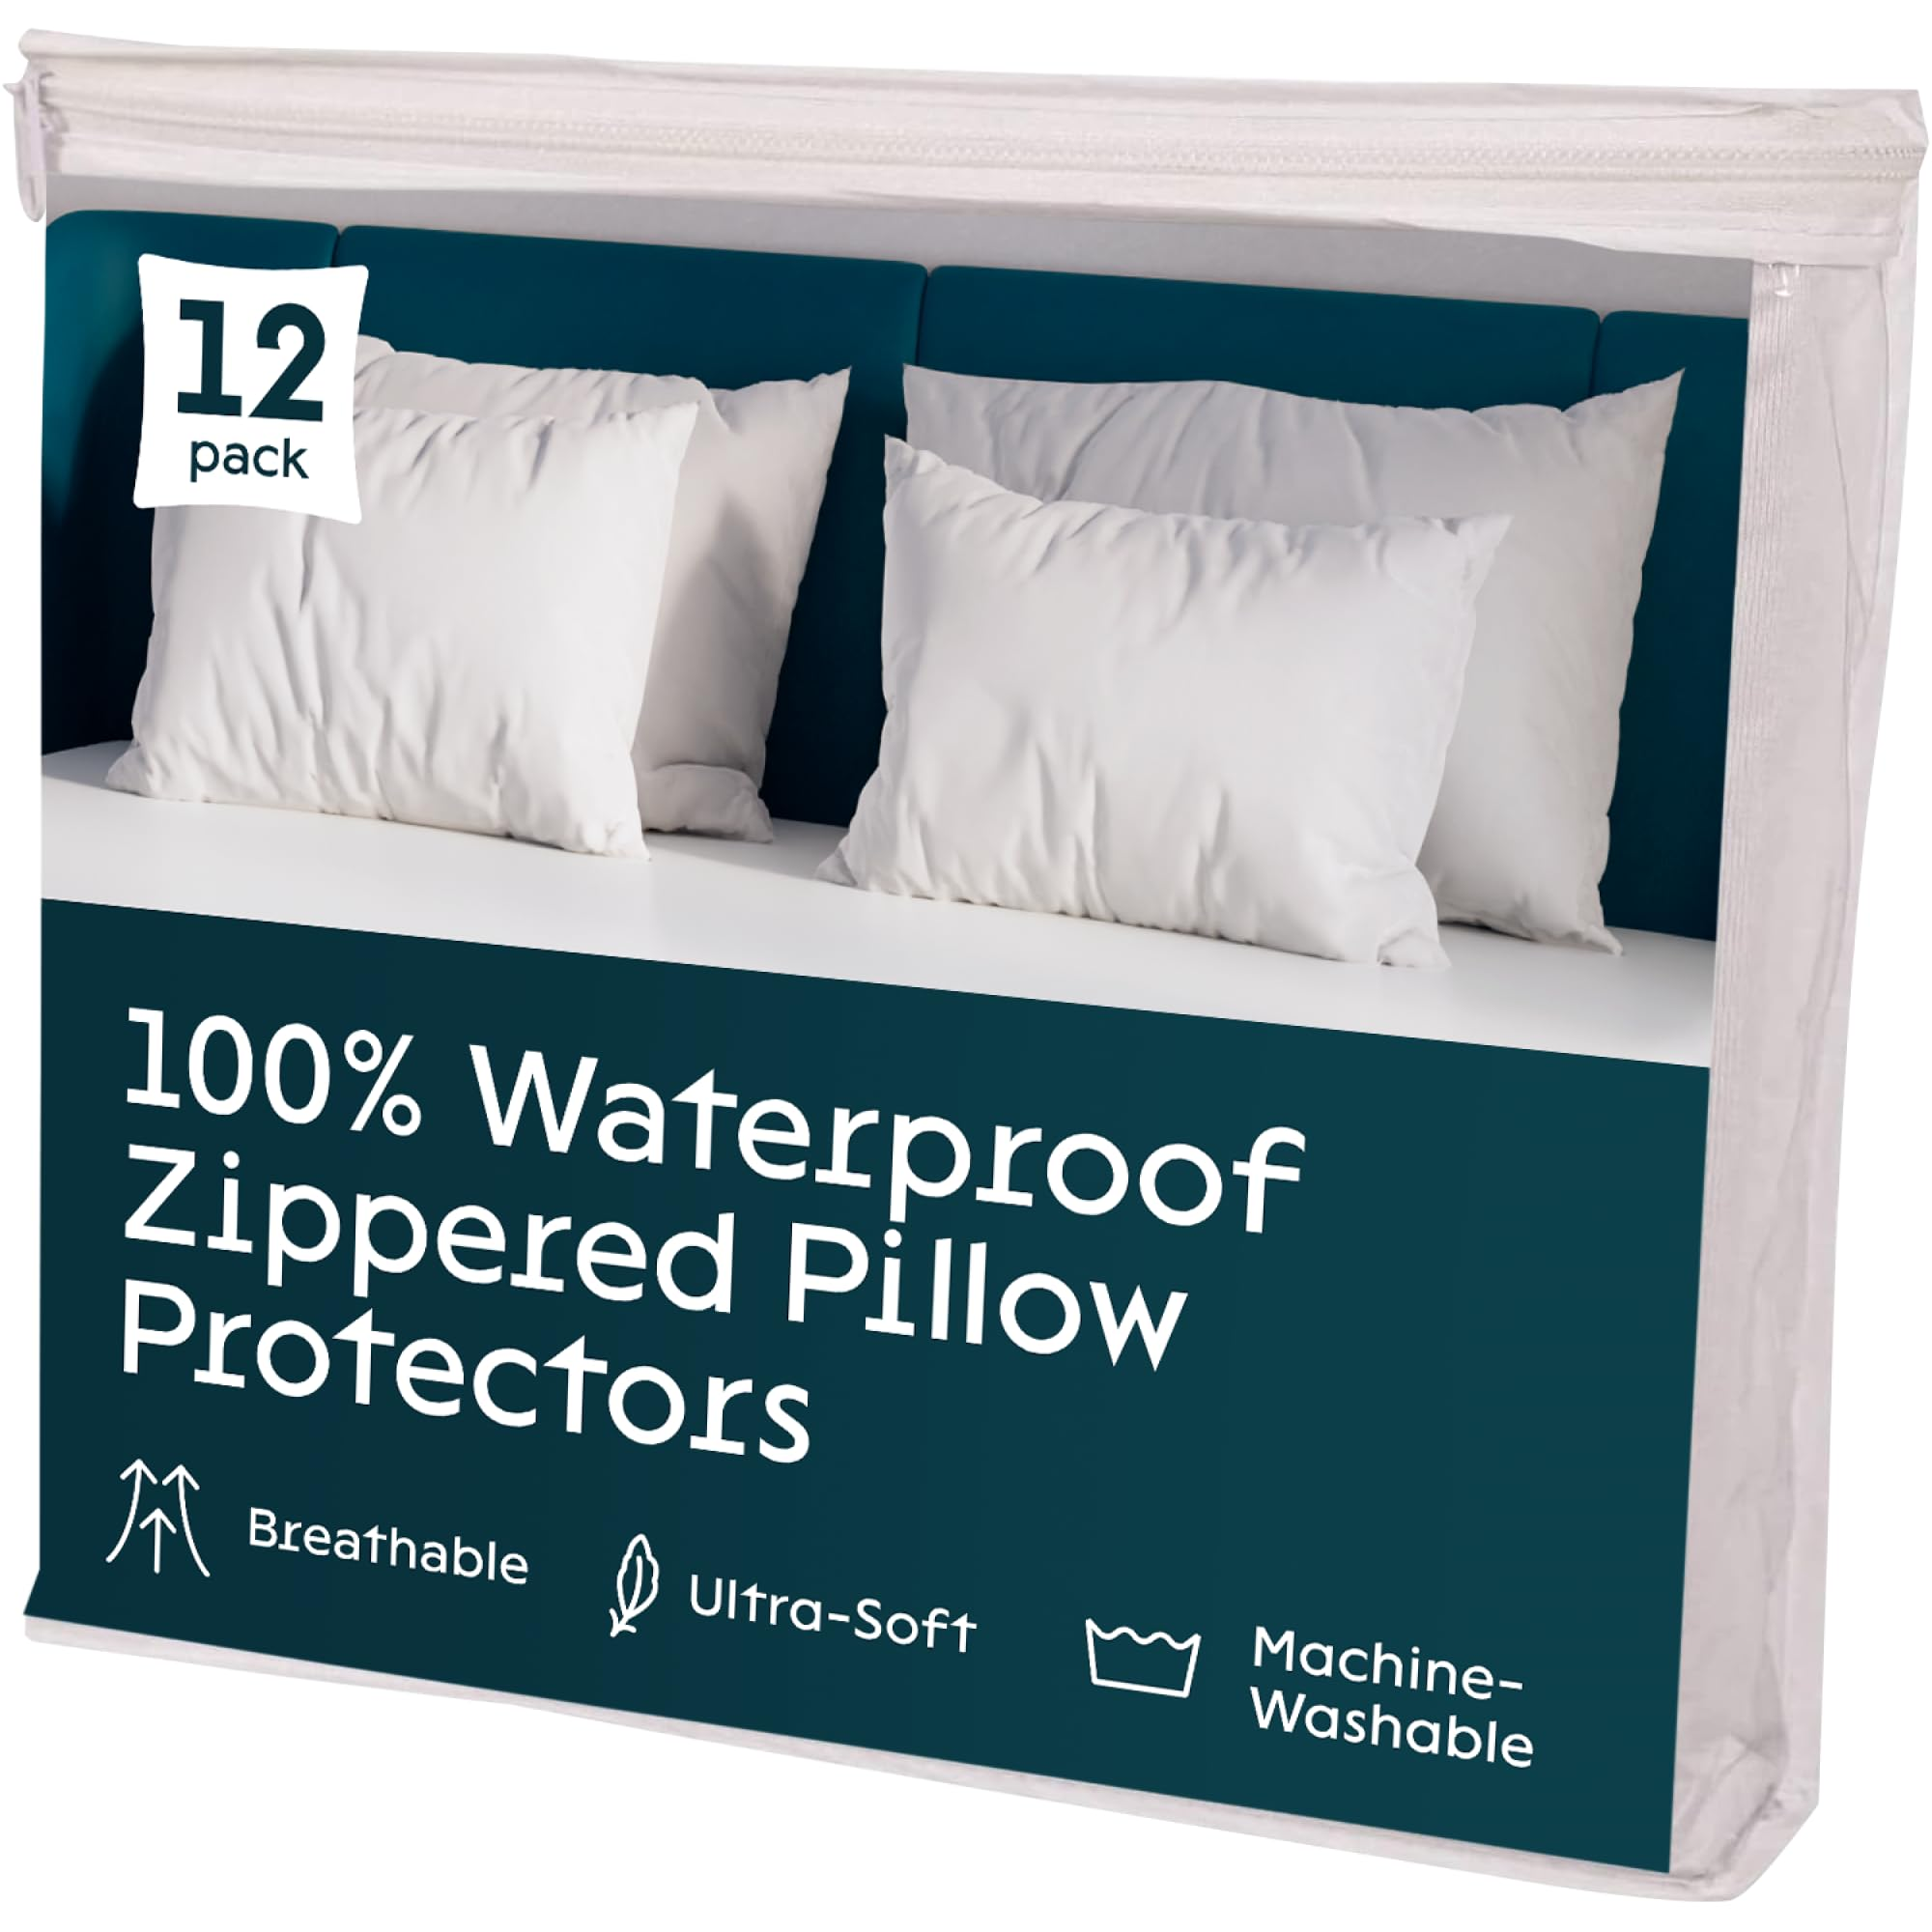 12
pack
100% Waterproof
Zippered Pillow
Protectors
Breathable
Ultra-Soft
Machine-
Washable